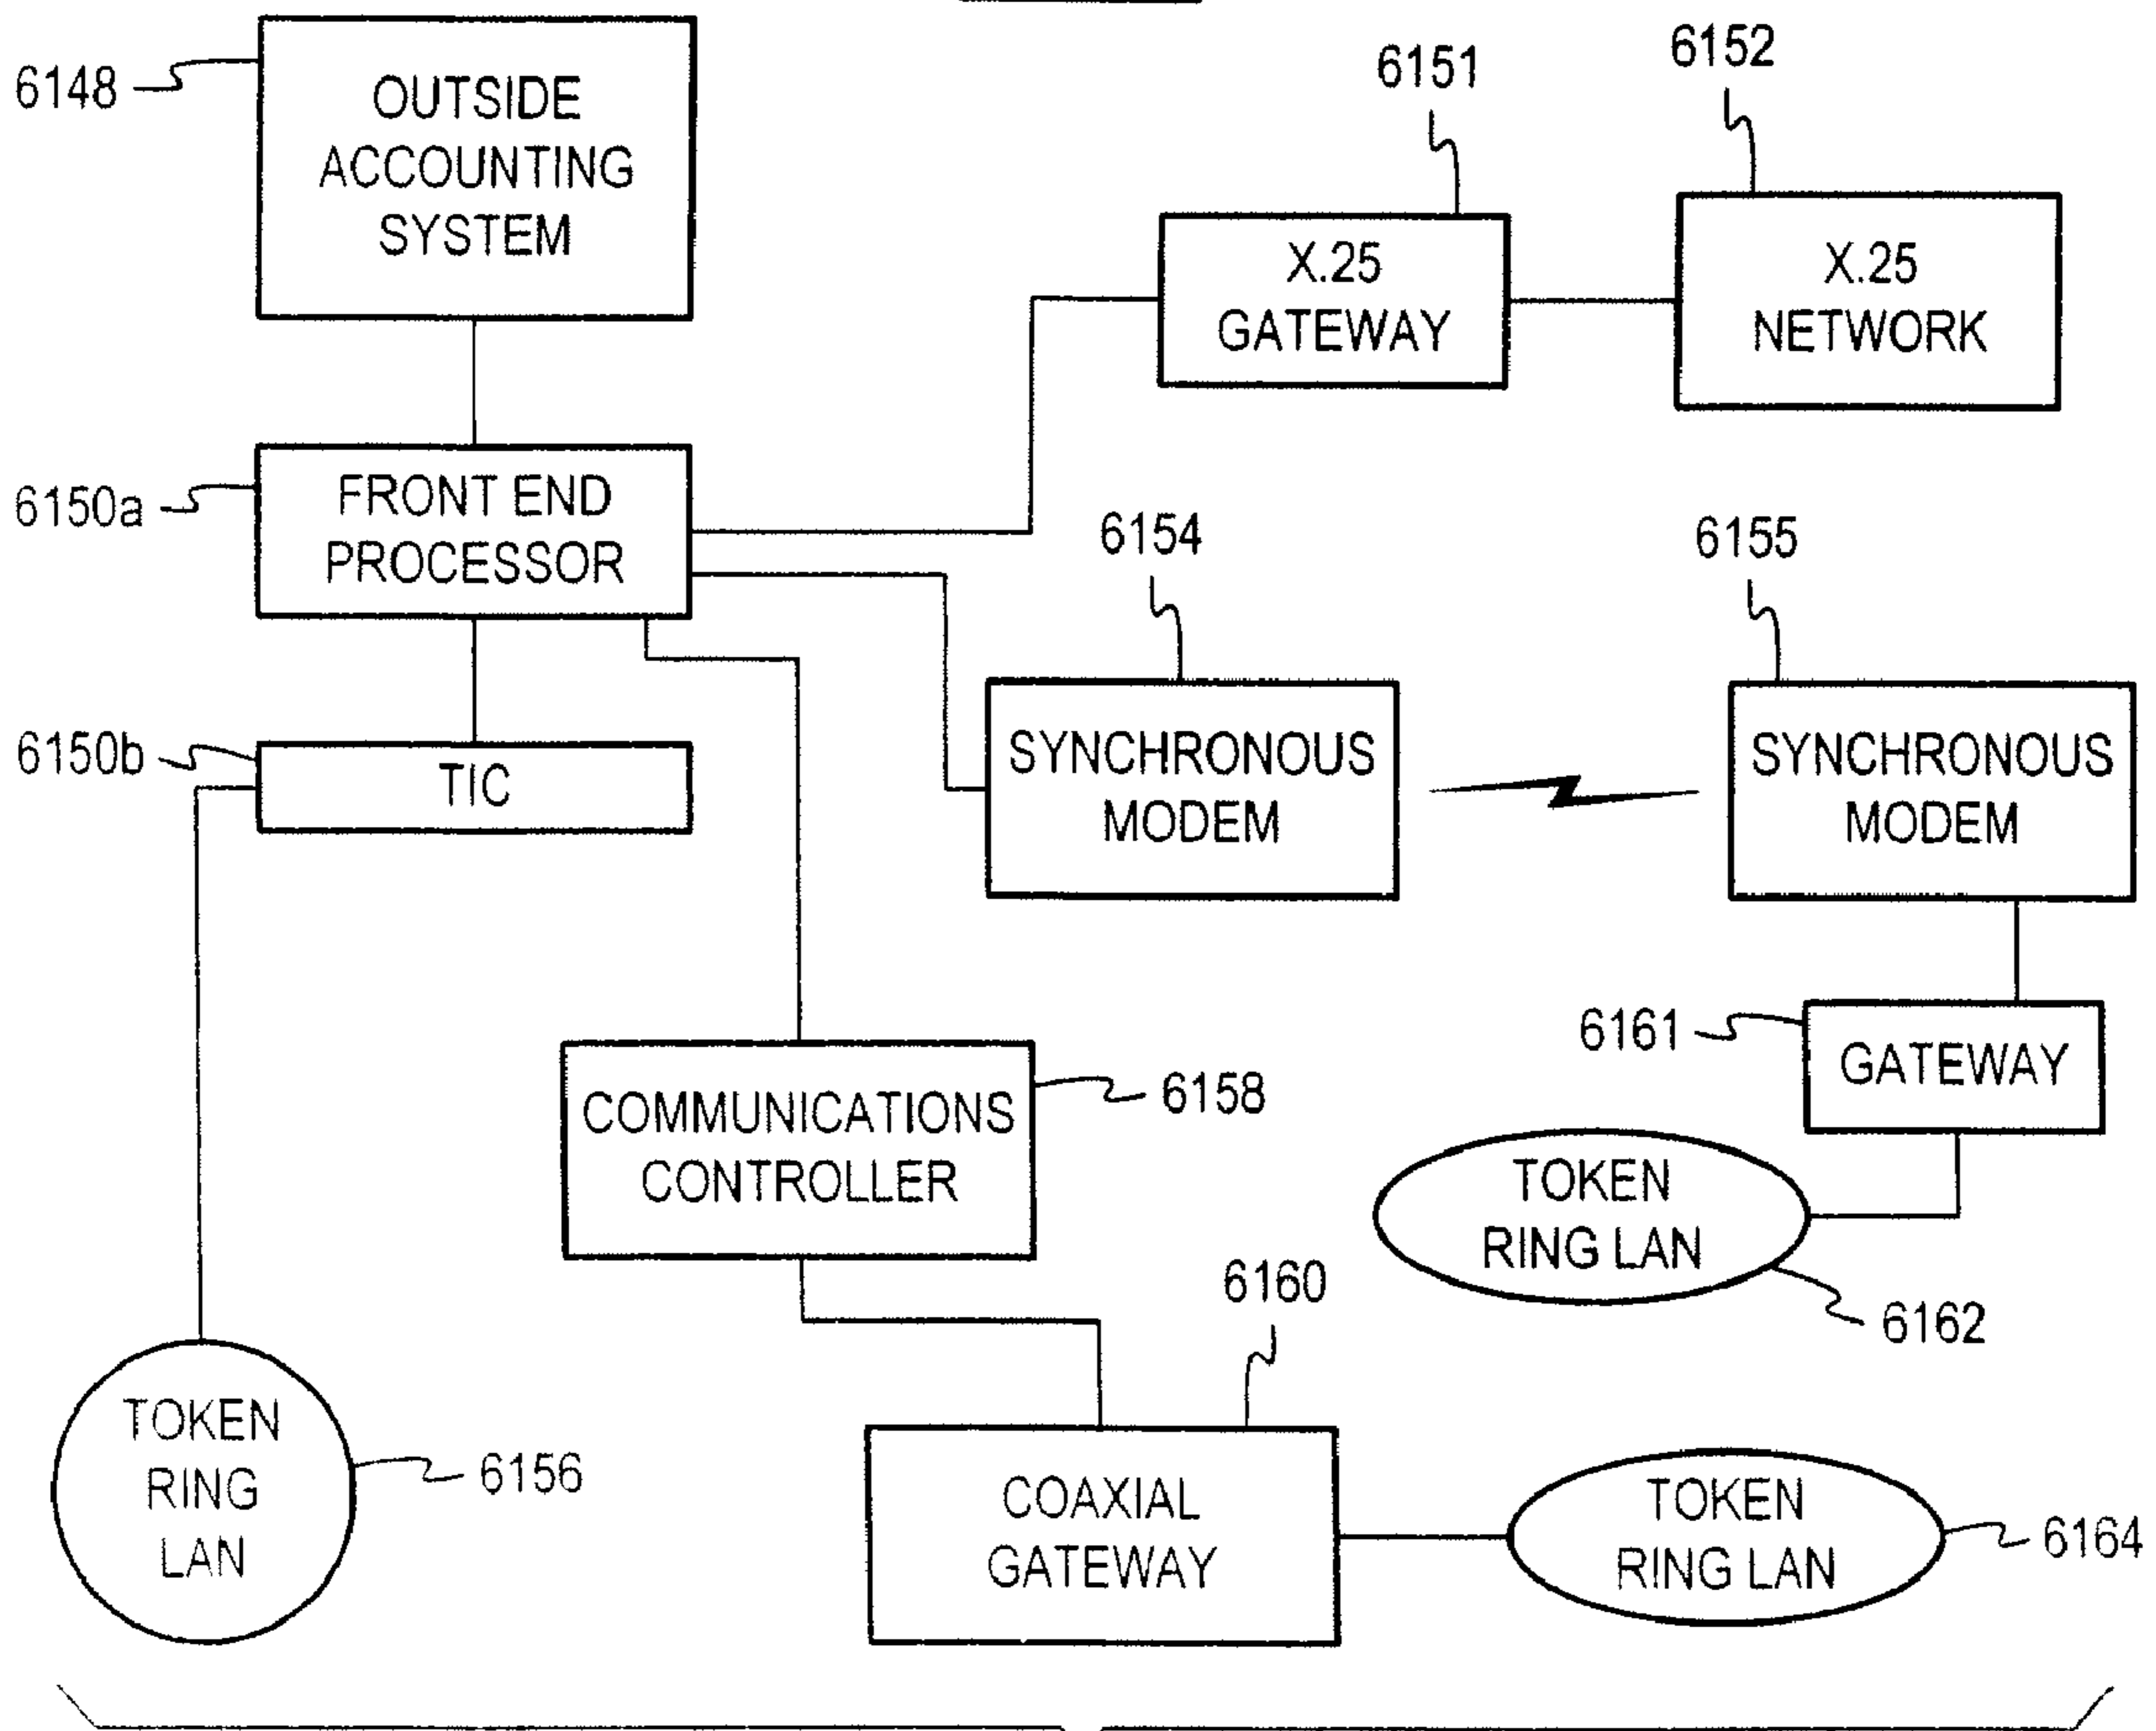 6148
OUTSIDE
ACCOUNTING
SYSTEM
6151
6152
X.25
GATEWAY
X.25
NETWORK
6150a
FRONT END
PROCESSOR
6154
6155
6150b
TIC
SYNCHRONOUS
MODEM
SYNCHRONOUS
MODEM
6161
GATEWAY
COMMUNICATIONS
CONTROLLER
6158
TOKEN
RING LAN
6162
6160
TOKEN
RING
LAN
6156
COAXIAL
GATEWAY
TOKEN
RING LAN
6164